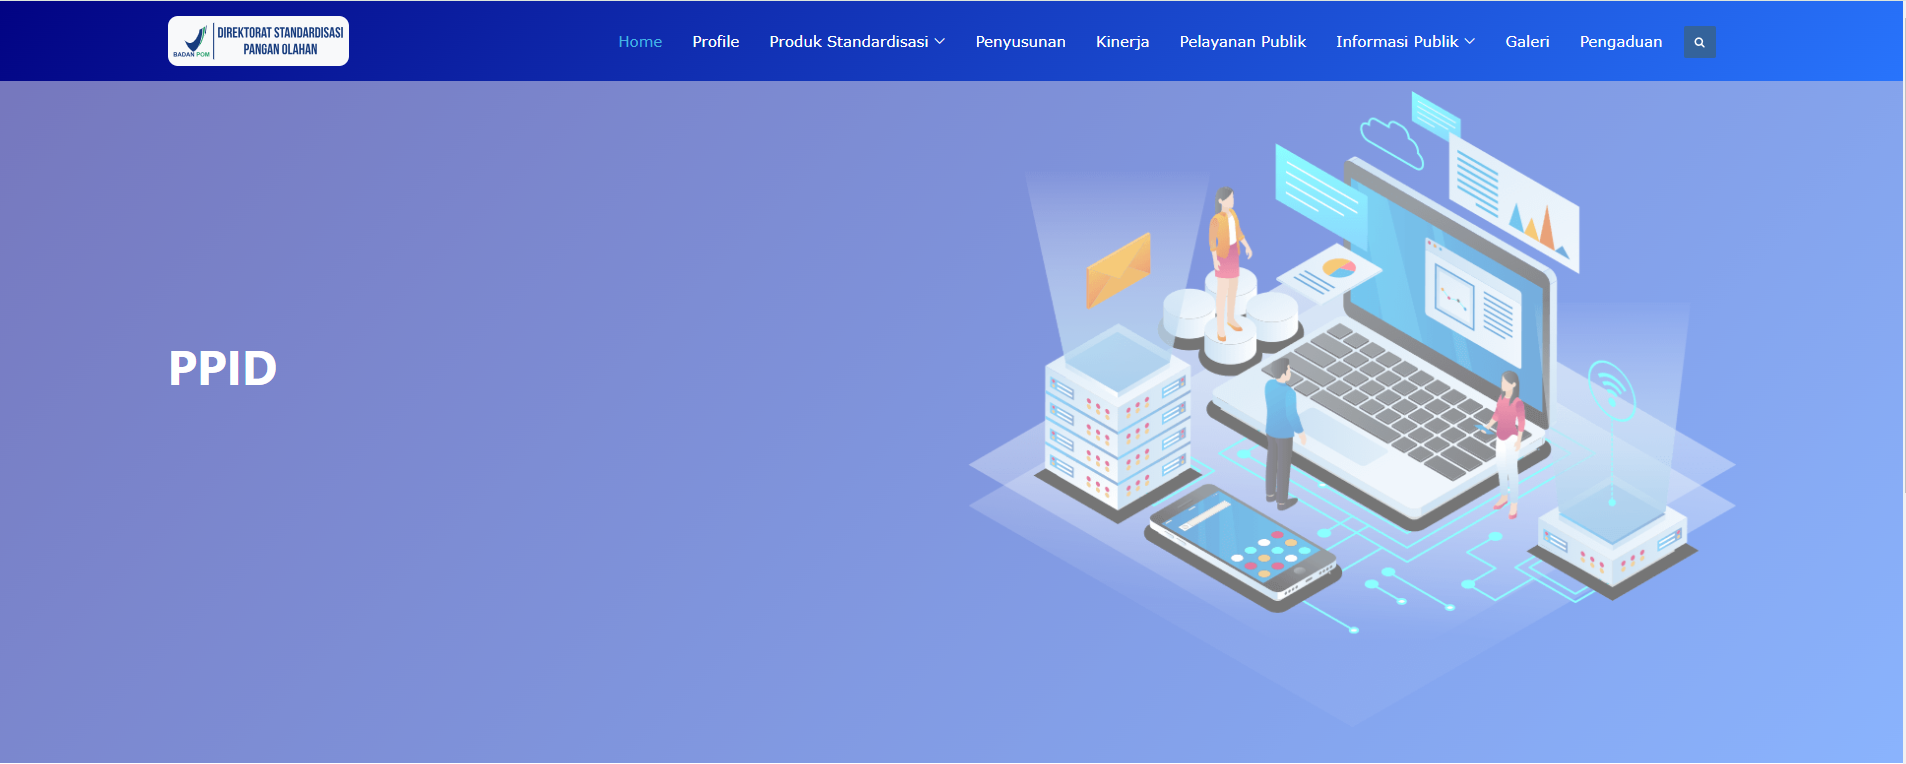 BADAN POM
DIREKTORAT STANDARDISASI
PANGAN OLAHAN
Home Profile Produk Standardisasi Penyusunan Kinerja Pelayanan Publik Informasi Publik Galeri Pengaduan
PPID